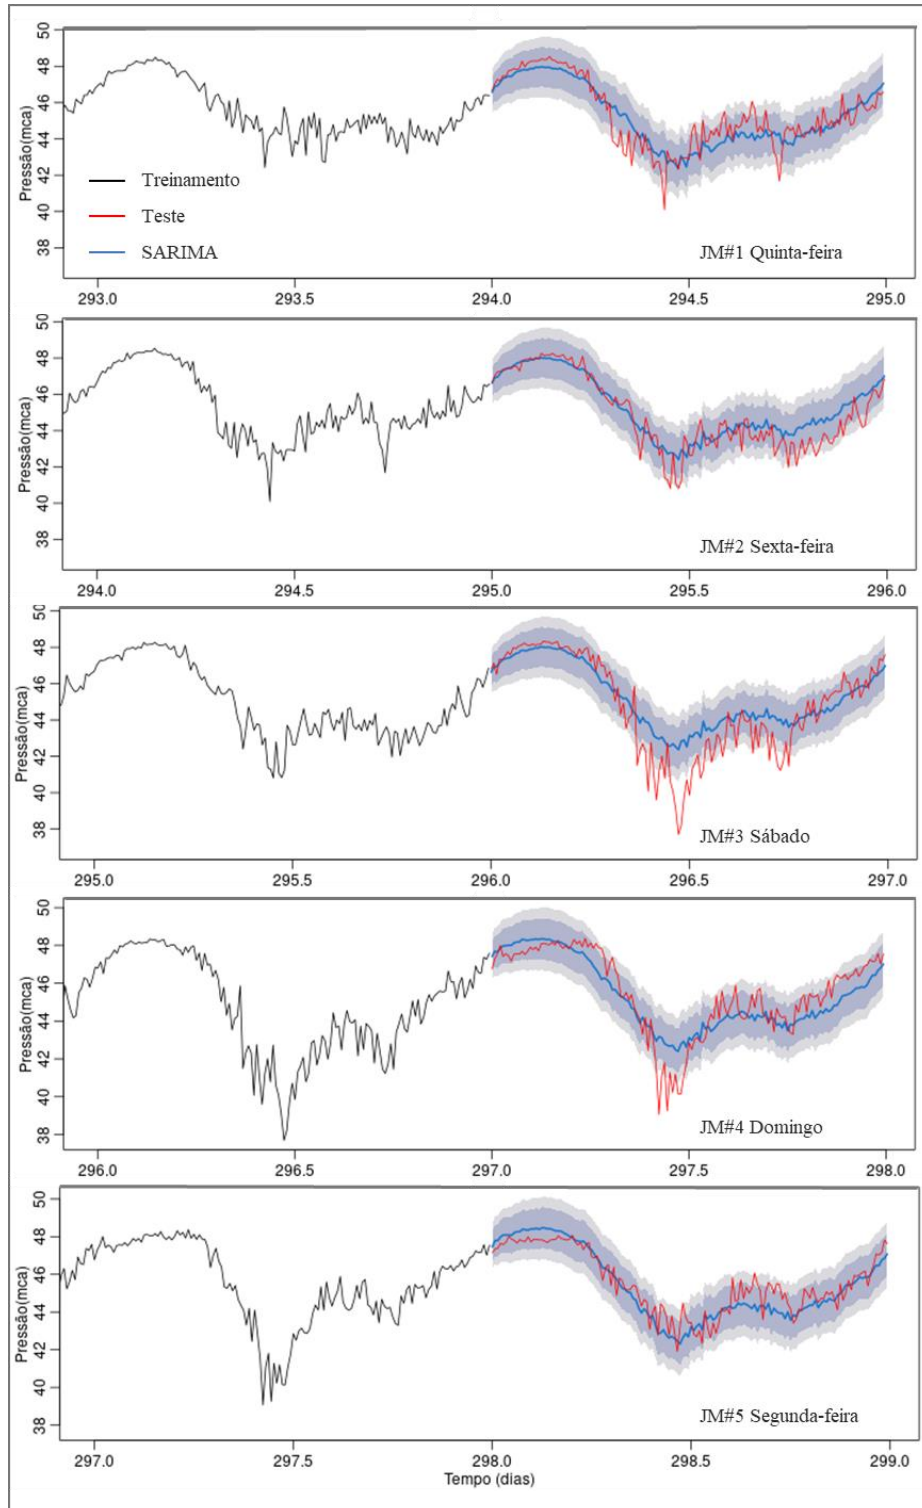 50
48
46
44
42
40
38
Pressão(mca)
Treinamento
Teste
SARIMA
JM#1 Quinta-feira
293.0 293.5 294.0 294.5 295.0
50
48
46
44
42
40
38
Pressão(mca)
JM#2 Sexta-feira
294.0 294.5 295.0 295.5 296.0
50
48
46
44
42
40
38
Pressão(mca)
JM#3 Sábado
295.0 295.5 296.0 296.5 297.0
50
48
46
44
42
40
38
Pressão(mca)
JM#4 Domingo
296.0 296.5 297.0 297.5 298.0
50
48
46
44
42
40
38
Pressão(mca)
JM#5 Segunda-feira
297.0 297.5 298.0 298.5 299.0
Tempo (dias)